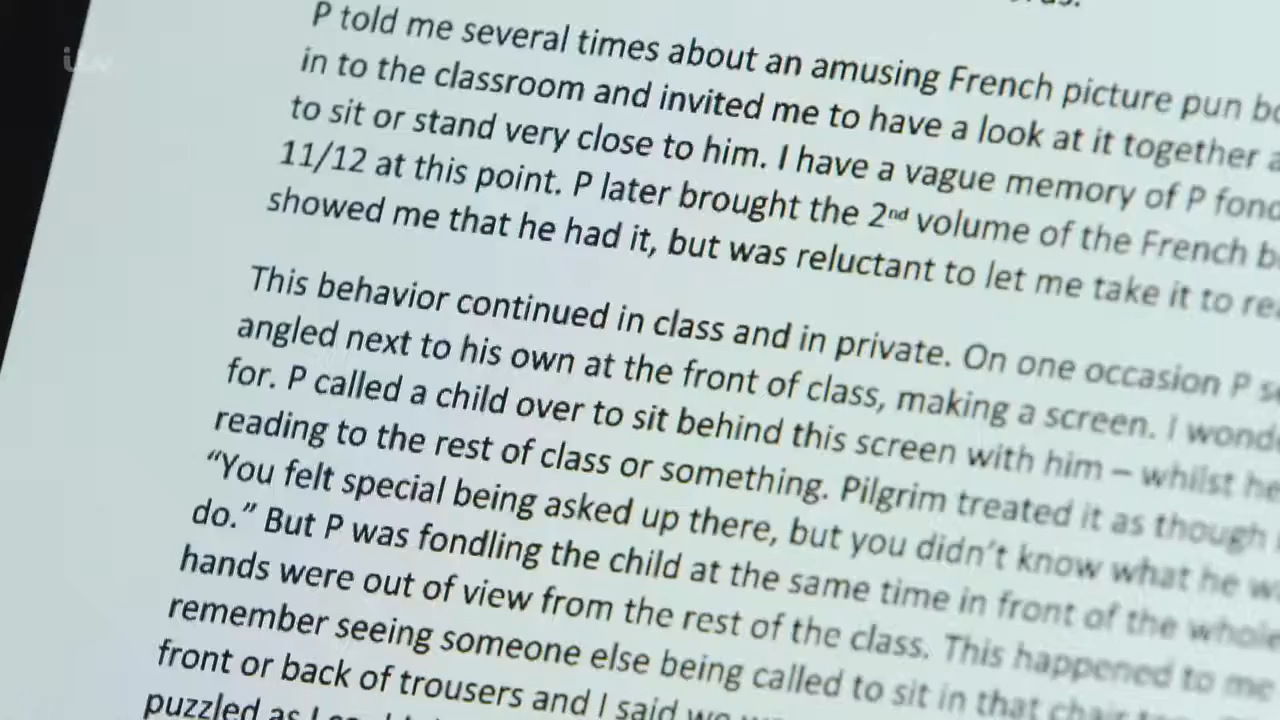 P told me several times about an amusing French picture pun
in to the classroom and invited me to have a look at it together
to sit or stand very close to him. I have a vague memory of P
11/12 at this point. P later brought the 2nd volume of the French
showed me that he had it, but was reluctant to let me take it to
This behavior continued in class and in private. On one occasion P
angled next to his own at the front of class, making a screen. I
for. P called a child over to sit behind this screen with him – whilst
reading to the rest of class or something. Pilgrim treated it as though
“You felt special being asked up there, but you didn’t know what he
do.” But P was fondling the child at the same time in front of the whole
hands were out of view from the rest of the class. This happened to me
remember seeing someone else being called to sit in that chair
front or back of trousers and I said
puzzled as I
itv